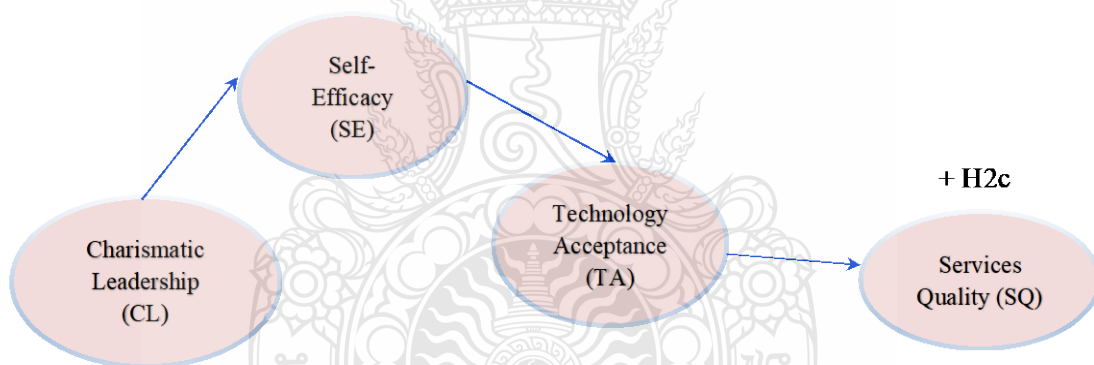 Self-
Efficacy
(SE)
+ H2c
Technology
Acceptance
(TA)
Charismatic
Leadership
(CL)
Services
Quality (SQ)